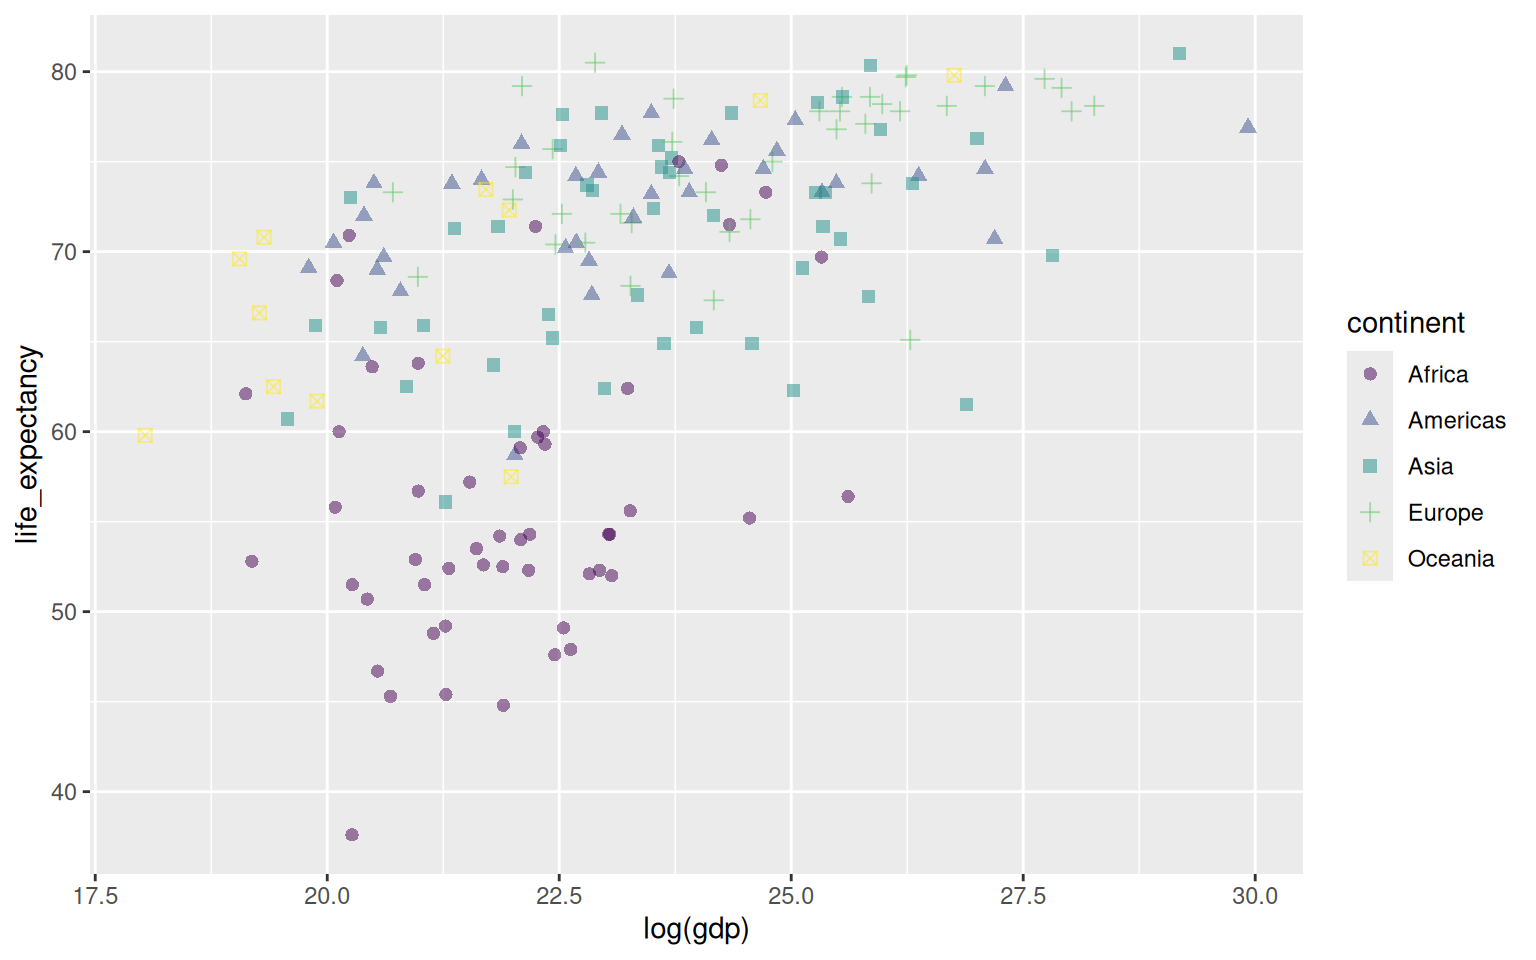 80
70
60
50
40
life_expectancy
17.5
20.0
22.5
25.0
27.5
30.0
log(gdp)
continent
Africa
Americas
Asia
Europe
Oceania